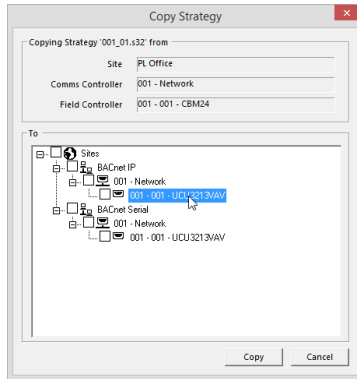 Copy Strategy
Copying Strategy '001_01.s32' from
Site PL Office
Comms Controller 001 - Network
Field Controller 001 - 001 - CBM24
To
Sites
BACnet IP
001 - Network
001 - 001 - UCU3213VAV
BACnet Serial
001 - Network
001 - 001 - UCU3213VAV
Copy Cancel